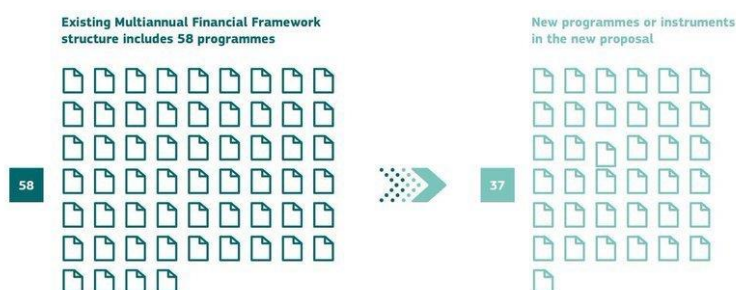 Existing Multiannual Financial Framework
structure includes 58 programmes
New programmes or instruments
in the new proposal
58
37